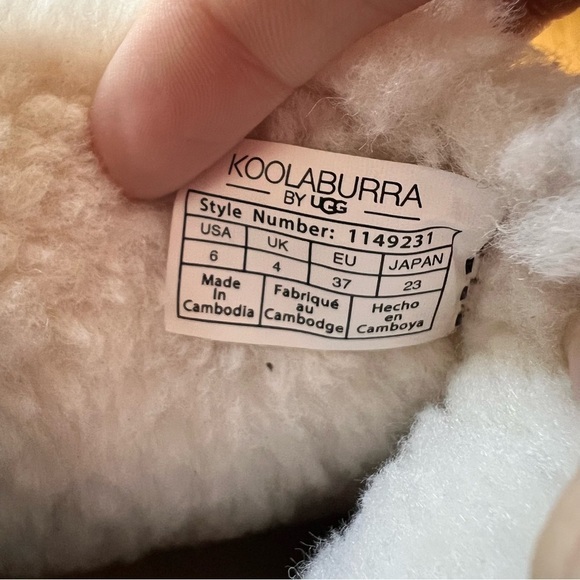 KOOLABURRA
BY UGG
Style Number: 1149231
USA UK EU JAPAN
6 4 37 23
Made in Cambodia
Fabriqué au Cambodge
Hecho en Camboya